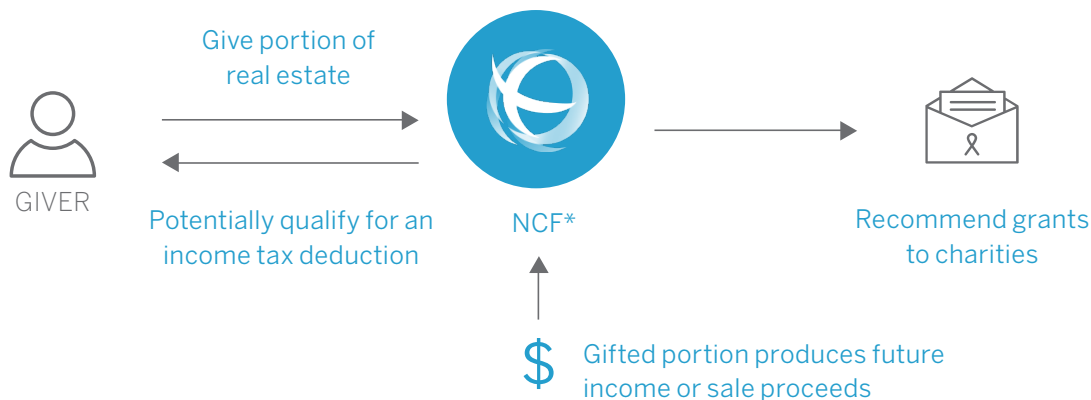 Give portion of
real estate
GIVER
Potentially qualify for an
income tax deduction
NCF*
Recommend grants
to charities
$
Gifted portion produces future
income or sale proceeds